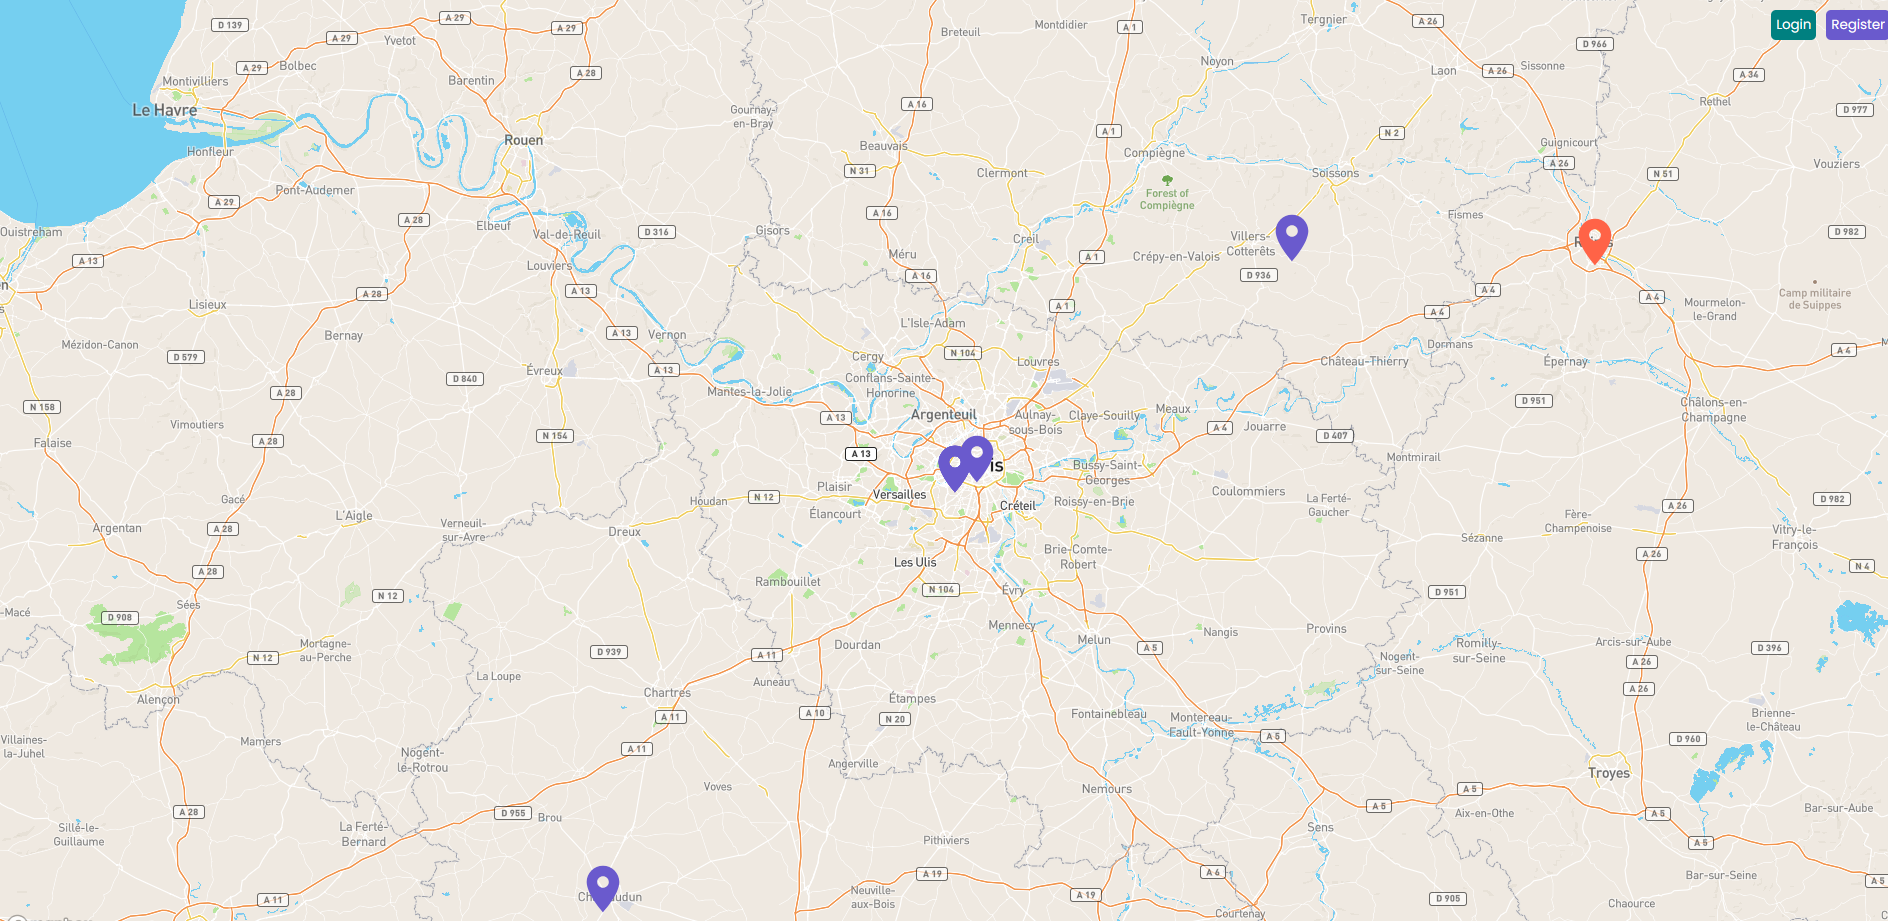 D 139
A 29
A 29
A 29
Yvetot
A 29
Bolbec
Montivilliers
Barentin
A 28
Le Havre
Rouen
Honfleur
Pont-Audemer
A 29
A 28
Elbeuf
Val-de-Reuil
D 316
Ouistreham
A 13
Louviers
A 28
A 13
Lisieux
Bernay
A 13
Vernon
Mézidon-Canon
D 579
Évreux
A 13
D 840
A 28
N 158
Vimoutiers
Falaise
A 28
N 154
Montdidier
A 1
Breteuil
Tergnier
A 26
Login
Register
D 966
Noyon
Laon
A 26
Sissonne
A 34
Rethel
D 977
Gournay-
en-Bray
A 16
A 1
N 2
Guignicourt
Beauvais
Compiègne
A 26
Vouziers
N 31
Clermont
Soissons
N 51
Forest of
Compiègne
A 16
Fismes
Gisors
Creil
Villers-
Cotterêts
D 982
Méru
A 1
Crépy-en-Valois
A 16
D 936
A 4
A 4
Camp militaire
de Suippes
A 1
Mourmelon-
le-Grand
L'Isle-Adam
A 4
Dormans
A 4
Cergy
N 104
Louvres
Château-Thierry
Épernay
Conflans-Sainte-
Honorine
Mantes-la-Jolie
A 13
Argenteuil
Aulnay-
sous-Bois
Claye-Souilly
Meaux
A 4
Jouarre
D 951
Châlons-en-
Champagne
D 407
A 13
is
Bussy-Saint-
Georges
Montmirail
Plaisir
Versailles
Coulommiers
Houdan
N 12
Créteil
Roissy-en-Brie
La Ferté-
Gaucher
D 982
A 26
Élancourt
Fère-
Champenoise
Gacé
L'Aigle
Verneuil-
sur-Avre
Argentan
A 28
Dreux
Sézanne
Vitry-le-
François
Les Ulis
Brie-Comte-
Robert
A 26
N 4
A 28
Rambouillet
N 104
Évry
D 951
N 12
Sées
-Macé
D 908
Mennecy
Nangis
Provins
Mortagne-
au-Perche
Dourdan
Melun
A 5
Romilly-
sur-Seine
Arcis-sur-Aube
D 396
N 12
D 939
A 11
Nogent-
sur-Seine
A 26
La Loupe
Auneau
Chartres
Alençon
Étampes
A 26
A 11
A 10
N 20
Fontainebleau
Montereau-
Fault-Yonne
A 5
Brienne-
le-Château
Villaines-
la-Juhel
Mamers
Nogent-
le-Rotrou
A 11
Angerville
D 960
Troyes
Voves
Nemours
A 5
A 5
Bar-sur-Aube
A 28
D 955
Brou
A 5
Aix-en-Othe
Sillé-le-
Guillaume
La Ferté-
Bernard
Pithiviers
Sens
A 5
A 19
A 6
Bar-sur-Seine
A 5
Neuville-
aux-Bois
A 19
D 905
Chaource
A 11
Courtenay